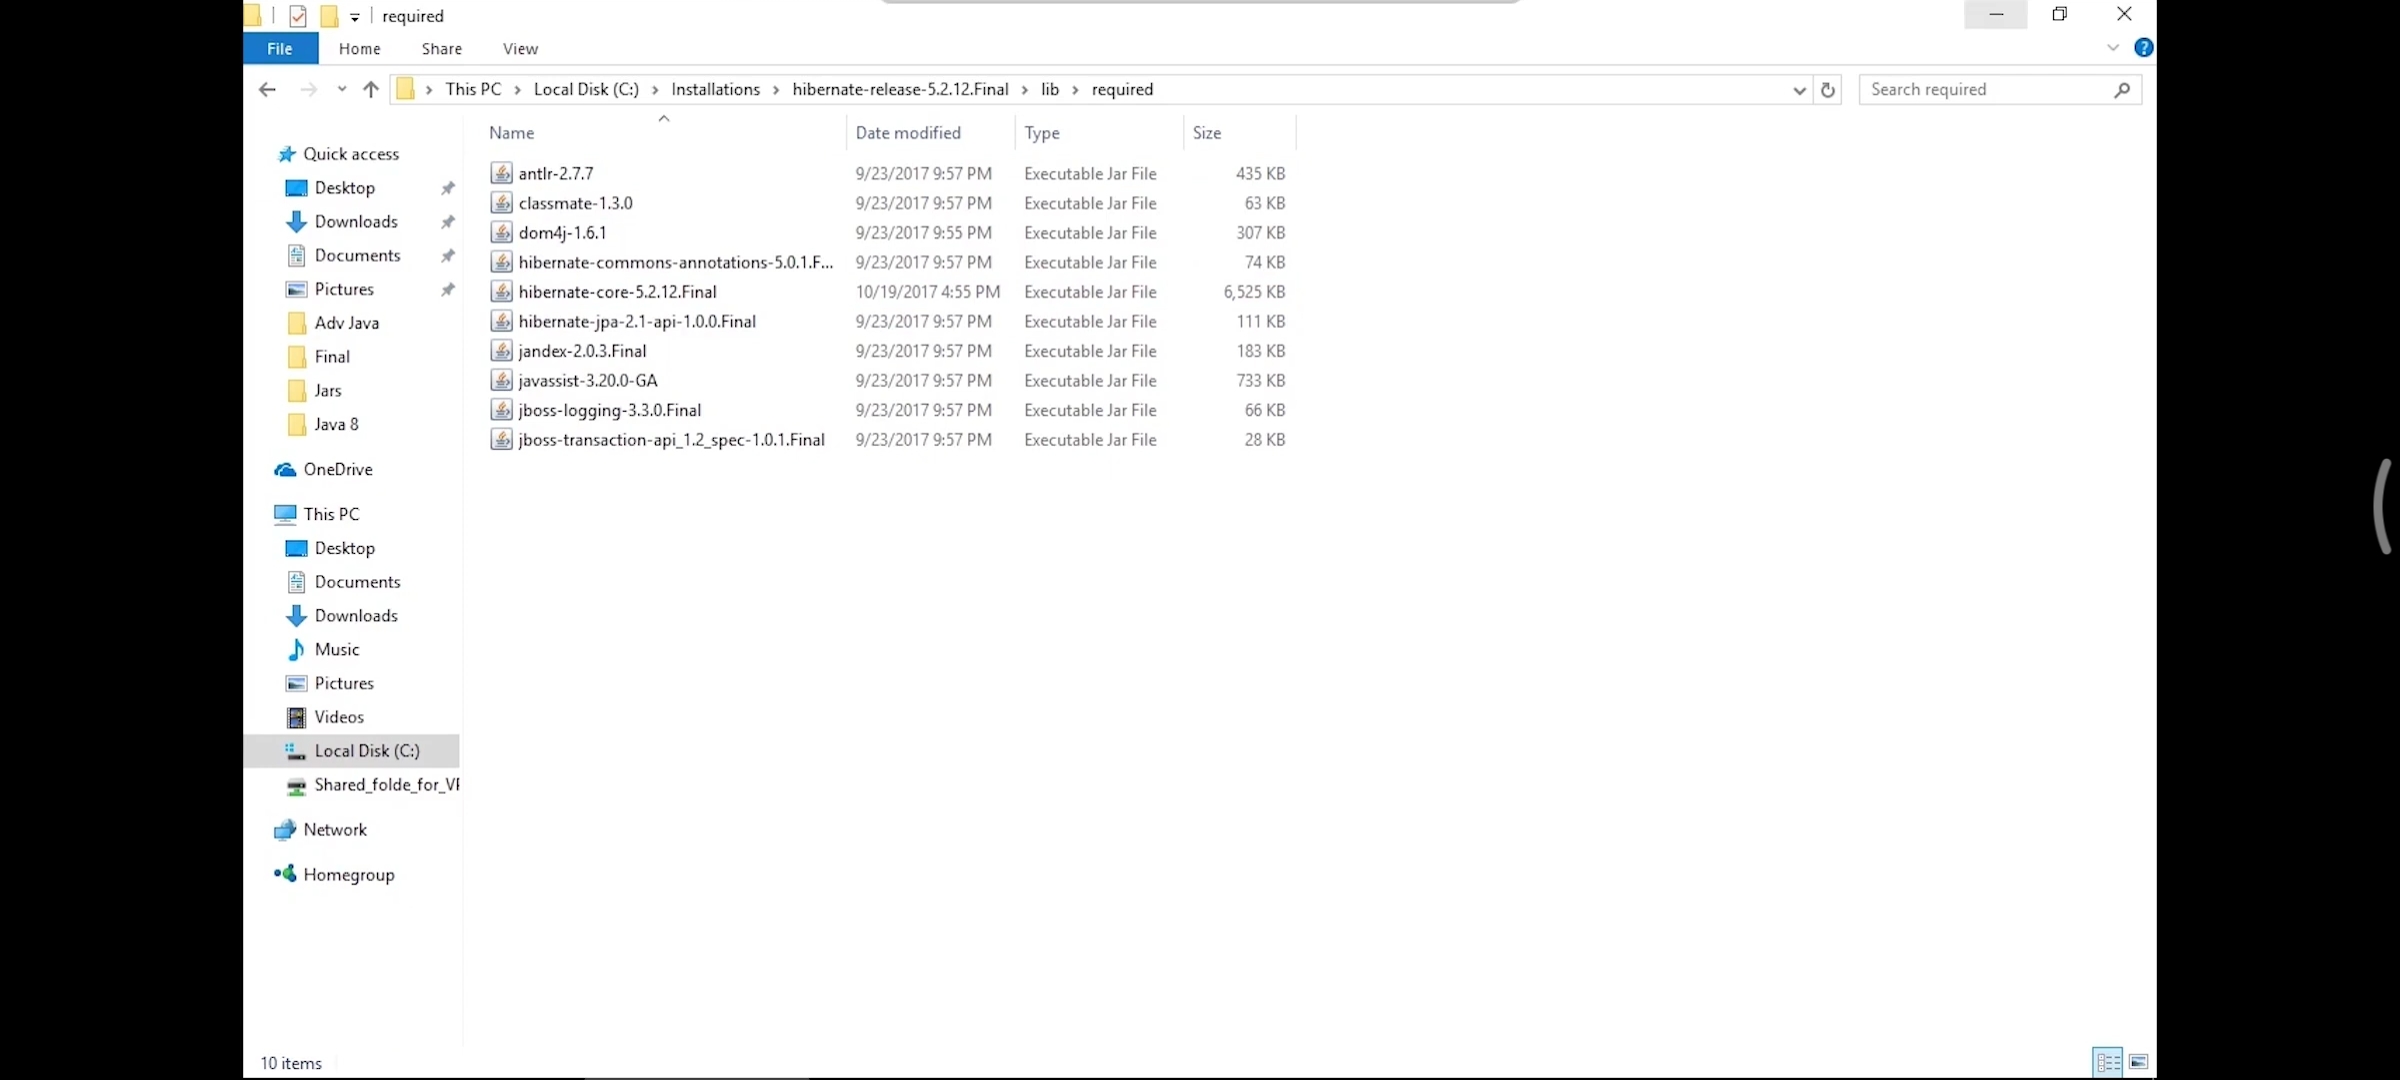 required
File Home Share View
This PC Local Disk (C:) Installations hibernate-release-5.2.12.Final lib required Search required
Name Date modified Type Size
Quick access
Desktop
Downloads
Documents
Pictures
Adv Java
Final
Jars
Java 8
OneDrive
This PC
Desktop
Documents
Downloads
Music
Pictures
Videos
Local Disk (C:)
Shared_folde_for_VF
Network
Homegroup
antlr-2.7.7 9/23/2017 9:57 PM Executable Jar File 435 KB
classmate-1.3.0 9/23/2017 9:57 PM Executable Jar File 63 KB
dom4j-1.6.1 9/23/2017 9:55 PM Executable Jar File 307 KB
hibernate-commons-annotations-5.0.1.F... 9/23/2017 9:57 PM Executable Jar File 74 KB
hibernate-core-5.2.12.Final 10/19/2017 4:55 PM Executable Jar File 6,525 KB
hibernate-jpa-2.1-api-1.0.0.Final 9/23/2017 9:57 PM Executable Jar File 111 KB
jandex-2.0.3.Final 9/23/2017 9:57 PM Executable Jar File 183 KB
javassist-3.20.0-GA 9/23/2017 9:57 PM Executable Jar File 733 KB
jboss-logging-3.3.0.Final 9/23/2017 9:57 PM Executable Jar File 66 KB
jboss-transaction-api_1.2_spec-1.0.1.Final 9/23/2017 9:57 PM Executable Jar File 28 KB
10 items